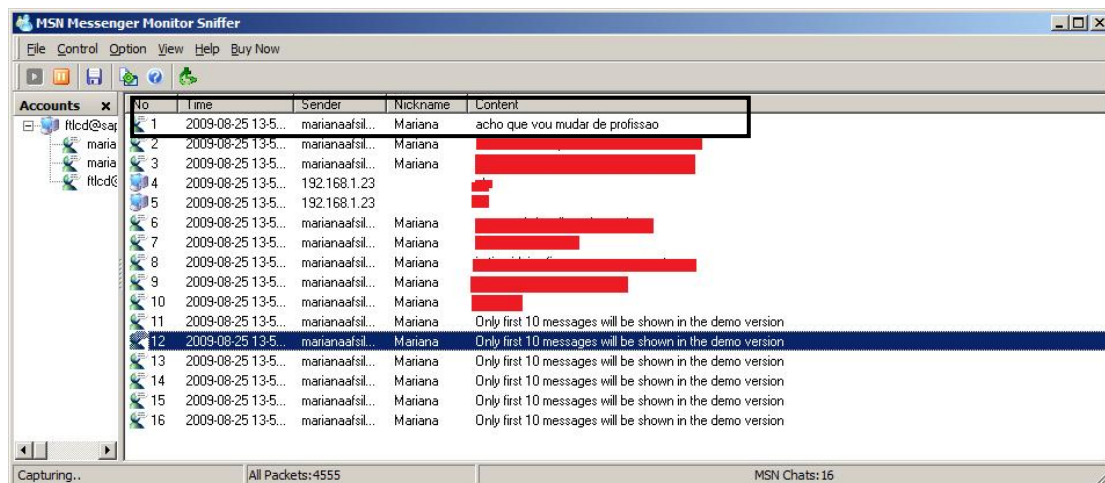 MSN Messenger Monitor Sniffer
File Control Option View Help Buy Now
Accounts x No Time Sender Nickname Content
ftlcd@sap
maria
maria
ftlcd@
1 2009-08-25 13-5... marianaafsil... Mariana acho que vou mudar de profissao
2 2009-08-25 13-5... marianaafsil... Mariana
3 2009-08-25 13-5... marianaafsil... Mariana
4 2009-08-25 13-5... 192.168.1.23
5 2009-08-25 13-5... 192.168.1.23
6 2009-08-25 13-5... marianaafsil... Mariana
7 2009-08-25 13-5... marianaafsil... Mariana
8 2009-08-25 13-5... marianaafsil... Mariana
9 2009-08-25 13-5... marianaafsil... Mariana
10 2009-08-25 13-5... marianaafsil... Mariana
11 2009-08-25 13-5... marianaafsil... Mariana Only first 10 messages will be shown in the demo version
12 2009-08-25 13-5... marianaafsil... Mariana Only first 10 messages will be shown in the demo version
13 2009-08-25 13-5... marianaafsil... Mariana Only first 10 messages will be shown in the demo version
14 2009-08-25 13-5... marianaafsil... Mariana Only first 10 messages will be shown in the demo version
15 2009-08-25 13-5... marianaafsil... Mariana Only first 10 messages will be shown in the demo version
16 2009-08-25 13-5... marianaafsil... Mariana Only first 10 messages will be shown in the demo version
Capturing.. All Packets:4555 MSN Chats:16